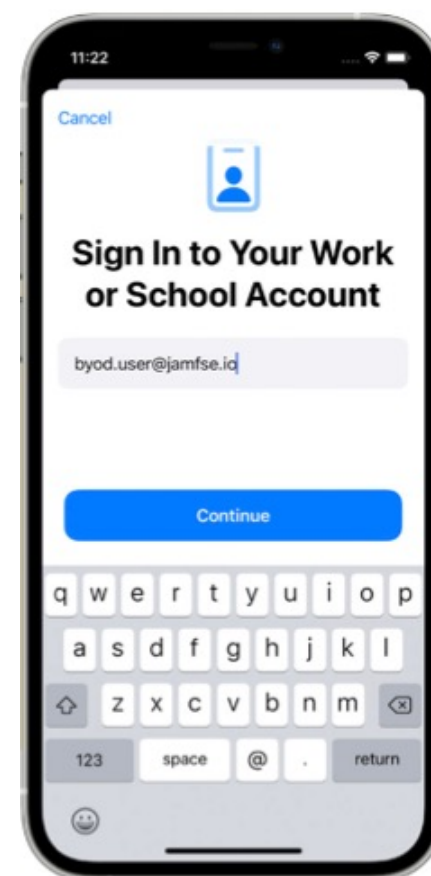 11:22
Cancel
Sign In to Your Work
or School Account
byod.user@jamfse.io
Continue
q w e r t y u i o p
a s d f g h j k l
z x c v b n m
123 space @ . return